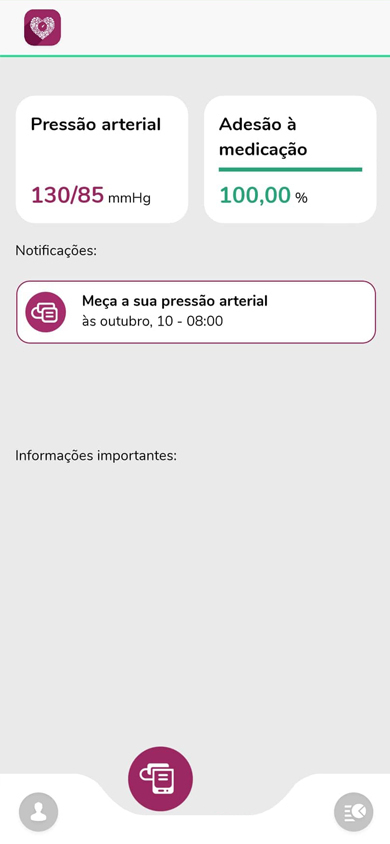 Pressão arterial
130/85 mmHg
Adesão à
medicação
100,00 %
Notificações:
Meça a sua pressão arterial
às outubro, 10 - 08:00
Informações importantes: